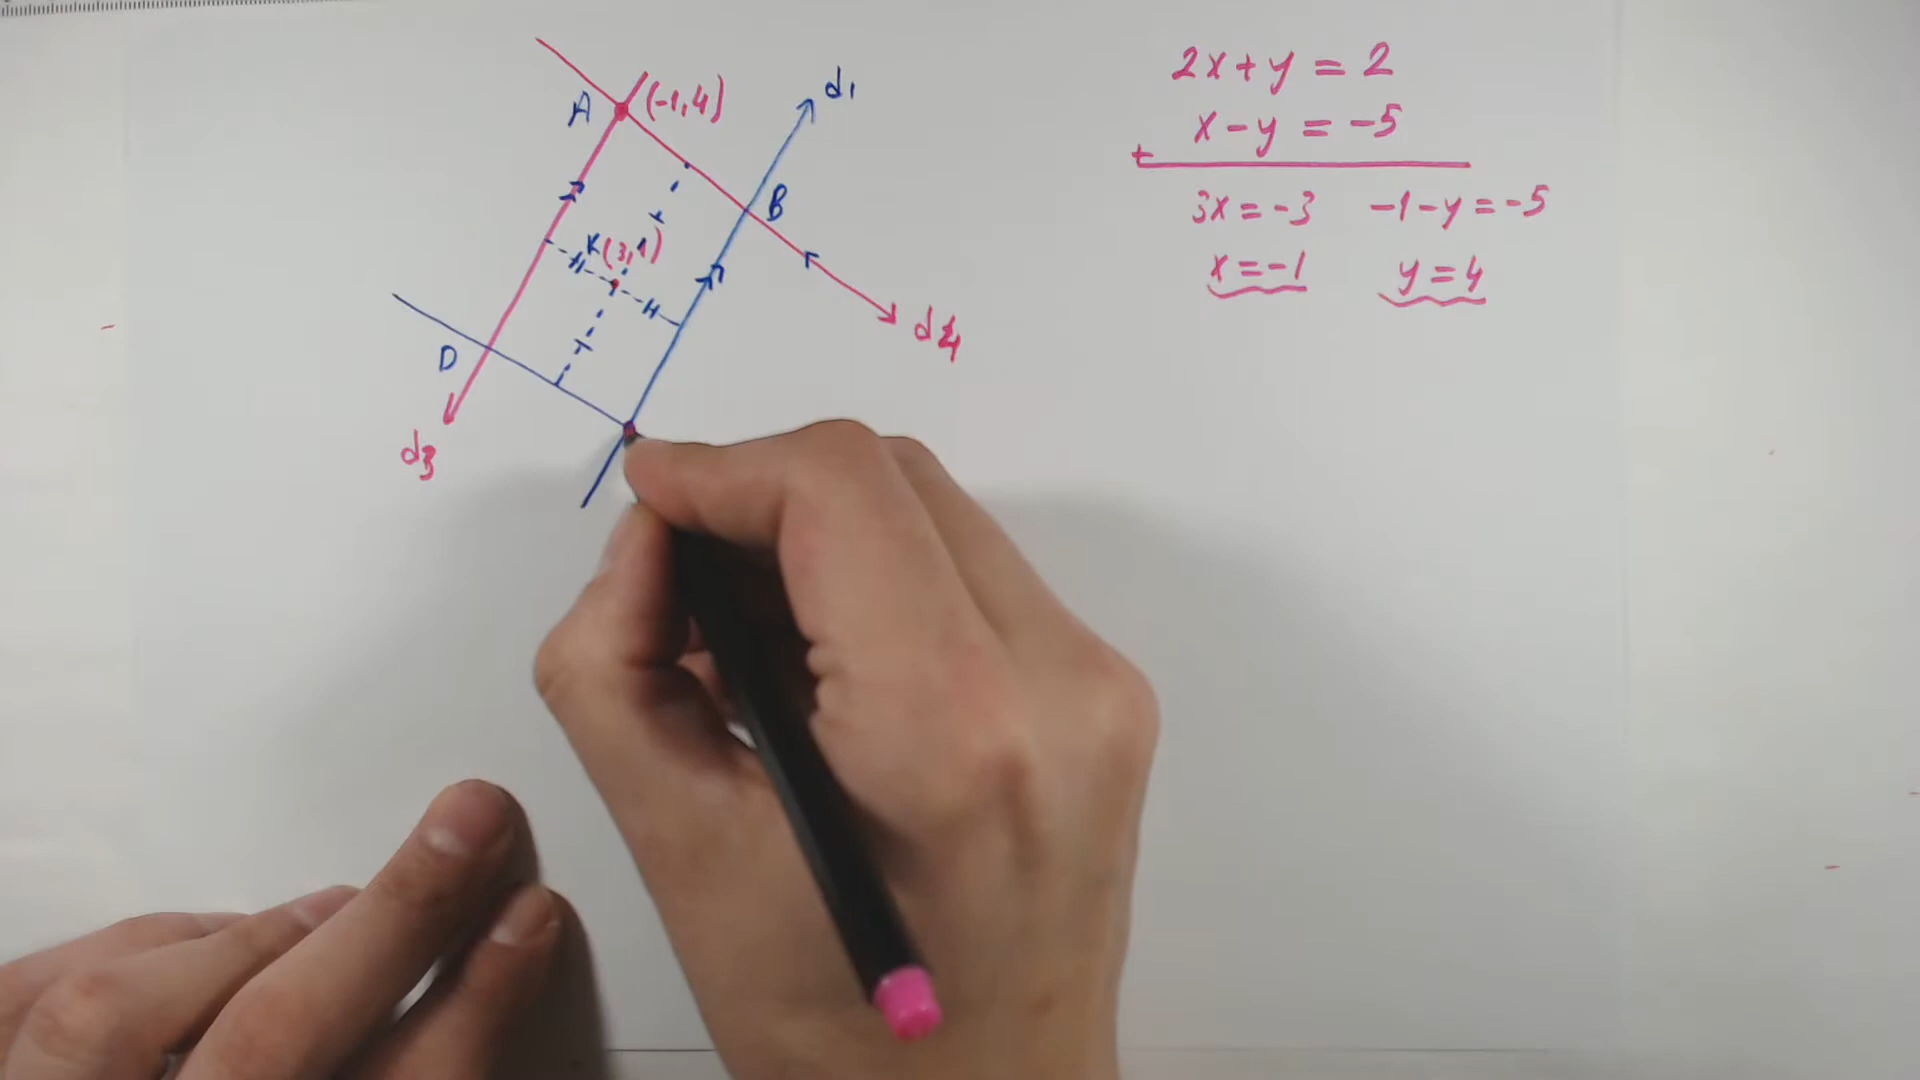 d1
A (-1,4)
B
K(3,1)
d4
D
d3
2x+y = 2
x-y = -5
+
3x=-3 -1-y=-5
x=-1 y=4